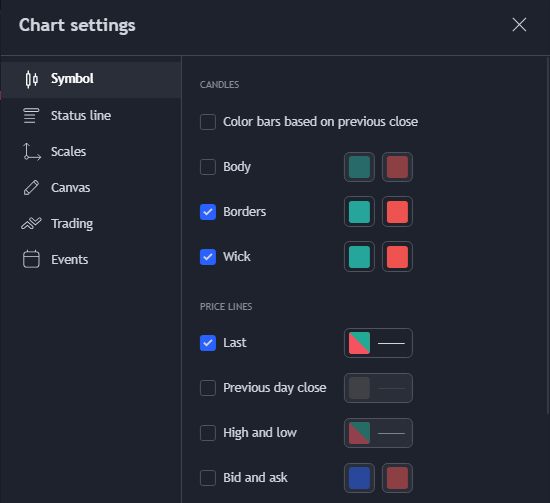 Chart settings
Symbol
Status line
Scales
Canvas
Trading
Events
CANDLES
Color bars based on previous close
Body
Borders
Wick
PRICE LINES
Last
Previous day close
High and low
Bid and ask